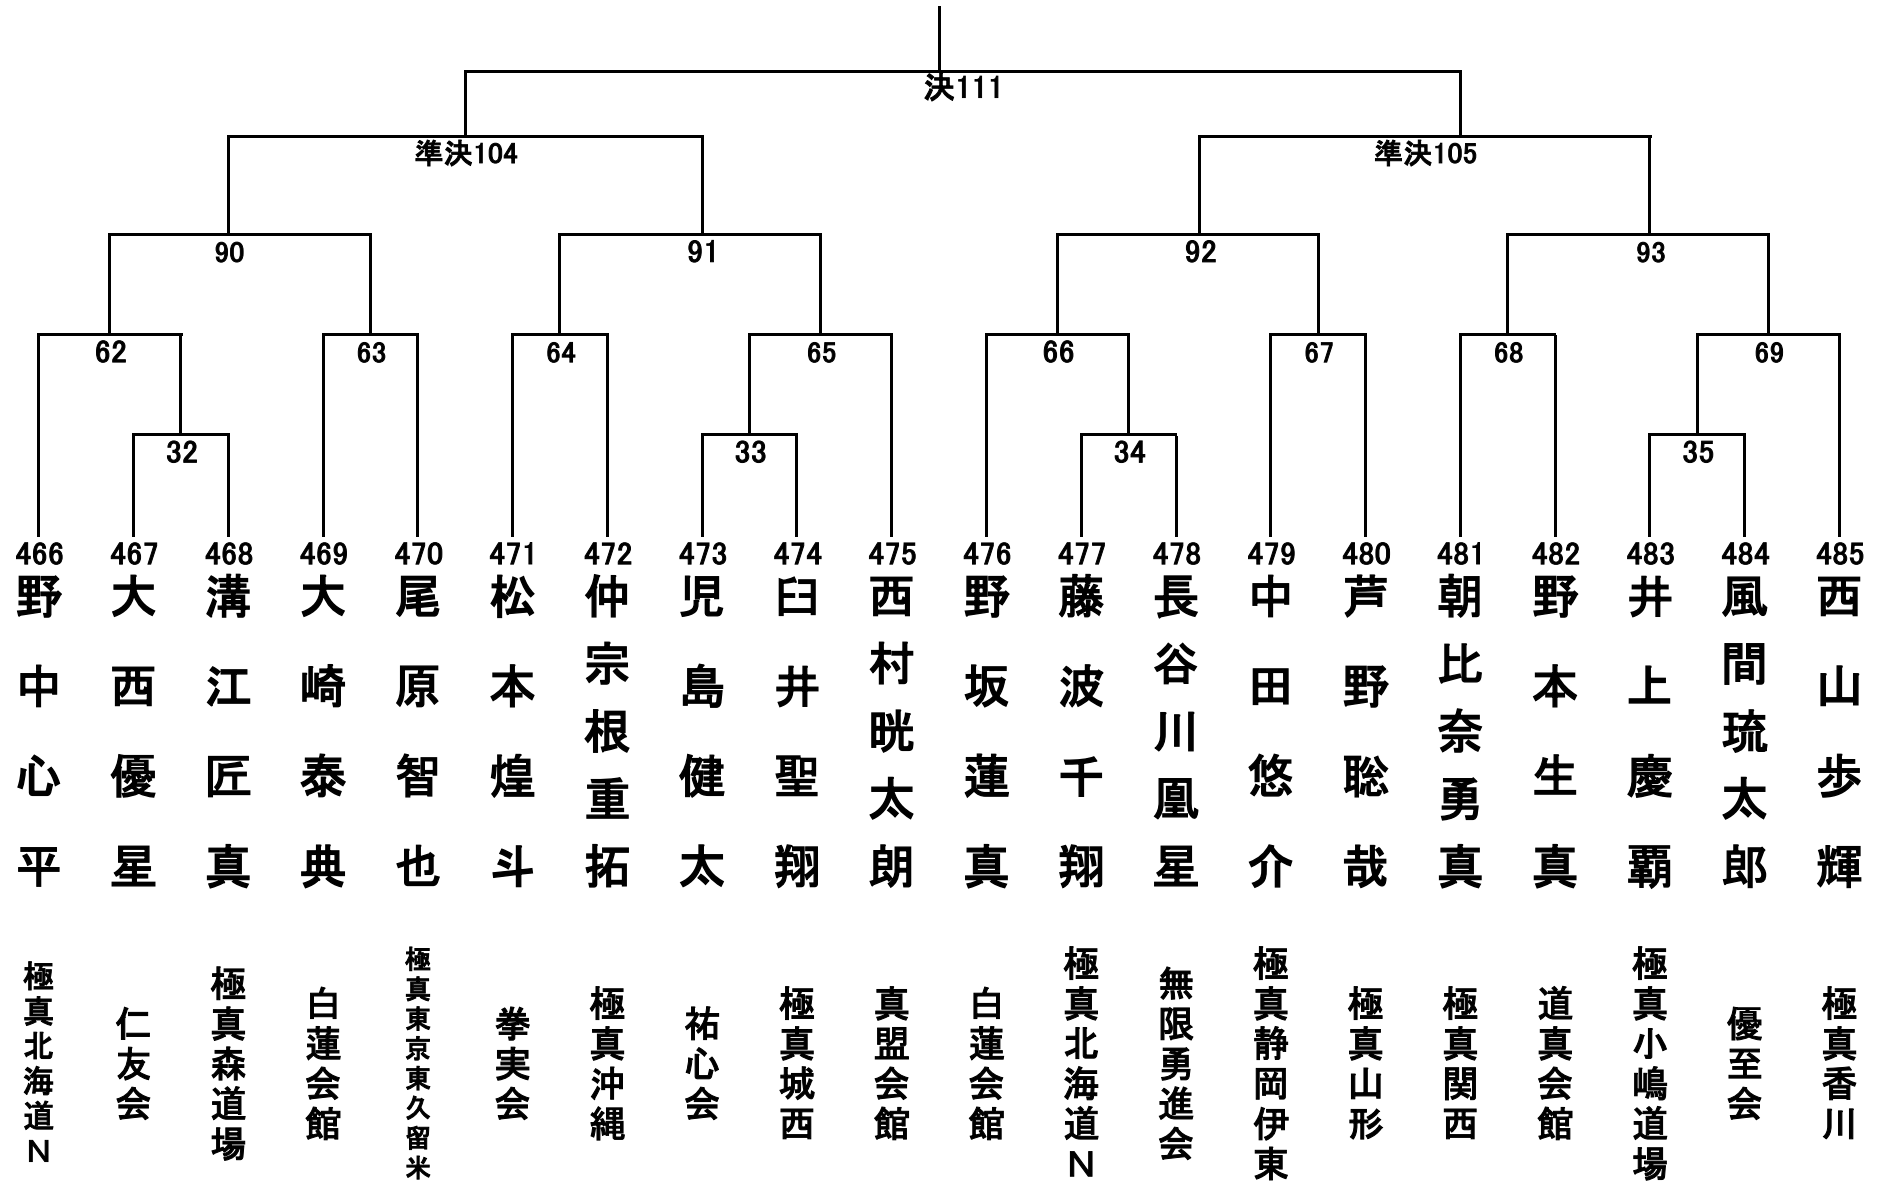 決111
準決104
準決105
90
91
92
93
62
63
64
65
66
67
68
69
32
33
34
35
466
467
468
469
470
471
472
473
474
475
476
477
478
479
480
481
482
483
484
485
野中心平
大西優星
溝江匠真
大崎泰典
尾原智也
松本煌斗
仲宗根重拓
児島健太
臼井聖翔
西村晄太朗
野坂蓮真
藤波千翔
長谷川凰星
中田悠介
芦野聡哉
朝比奈勇真
野本生真
井上慶覇
風間琉太郎
西山歩輝
極真北海道N
仁友会
極真森道場
白蓮会館
極真東京東久留米
拳実会
極真沖縄
祐心会
極真城西
真盟会館
白蓮会館
極真北海道N
無限勇進会
極真静岡伊東
極真山形
極真関西
道真会館
極真小嶋道場
優至会
極真香川